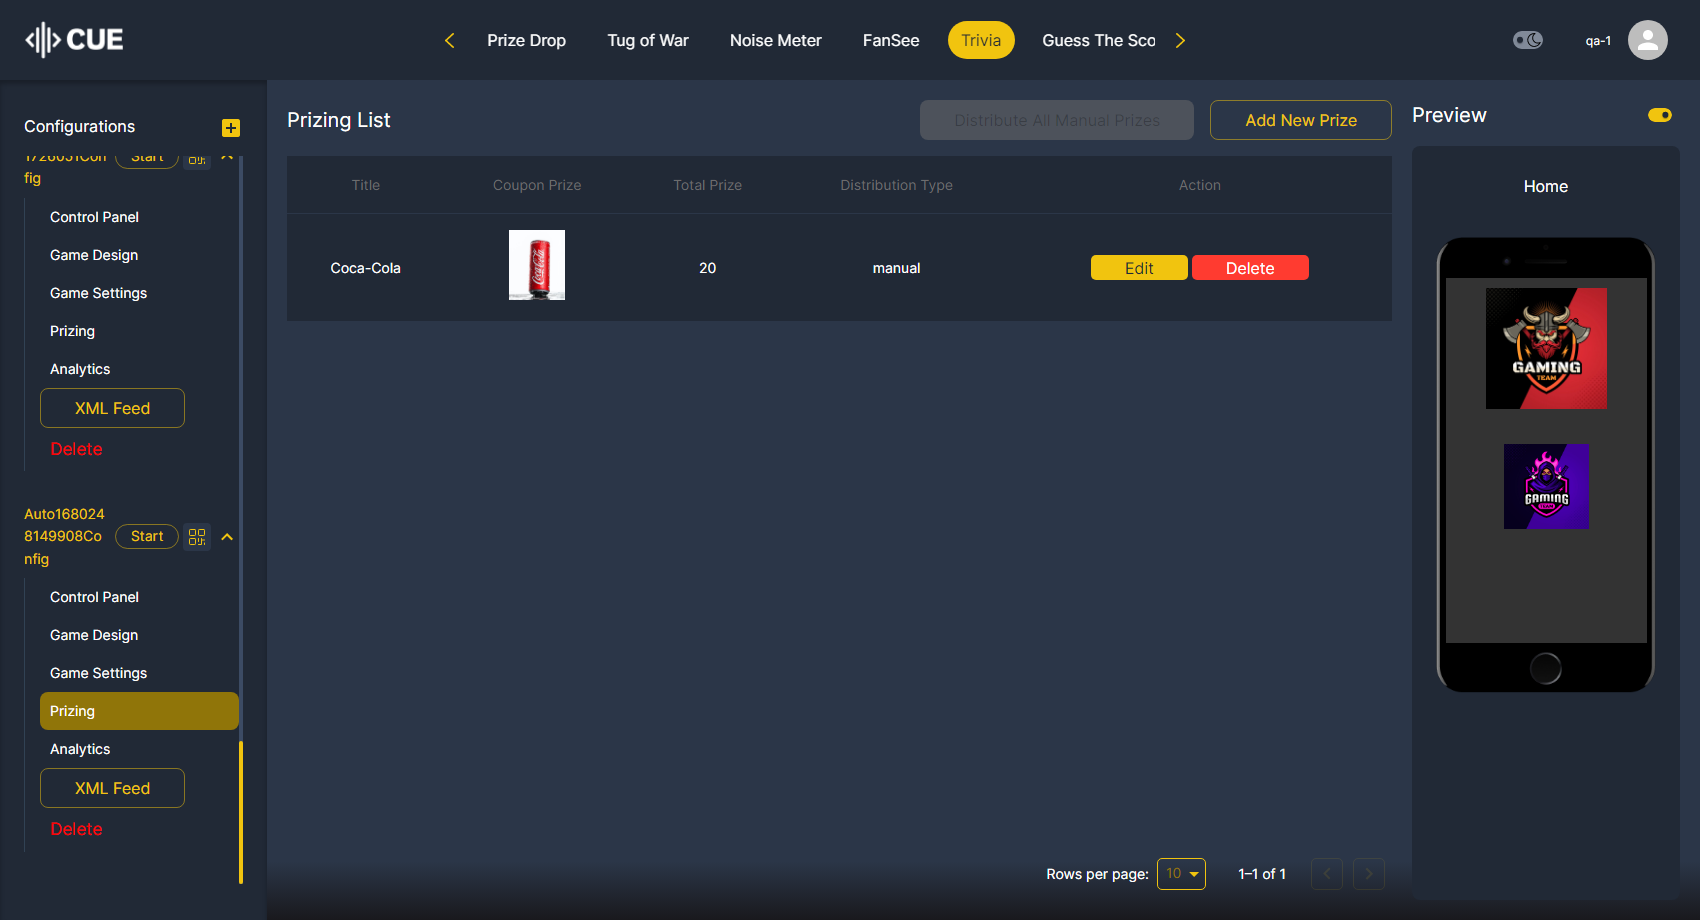 CUE
Prize Drop
Tug of War
Noise Meter
FanSee
Trivia
Guess The Sco
qa-1
Configurations
1726051Con
fig
Start
Control Panel
Game Design
Game Settings
Prizing
Analytics
XML Feed
Delete
Auto168024
8149908Co
nfig
Start
Control Panel
Game Design
Game Settings
Prizing
Analytics
XML Feed
Delete
Prizing List
Distribute All Manual Prizes
Add New Prize
Title
Coupon Prize
Total Prize
Distribution Type
Action
Coca-Cola
Coca-Cola
20
manual
Edit
Delete
Rows per page:
10
1–1 of 1
Preview
Home
GAMING
TEAM
GAMING
TEAM